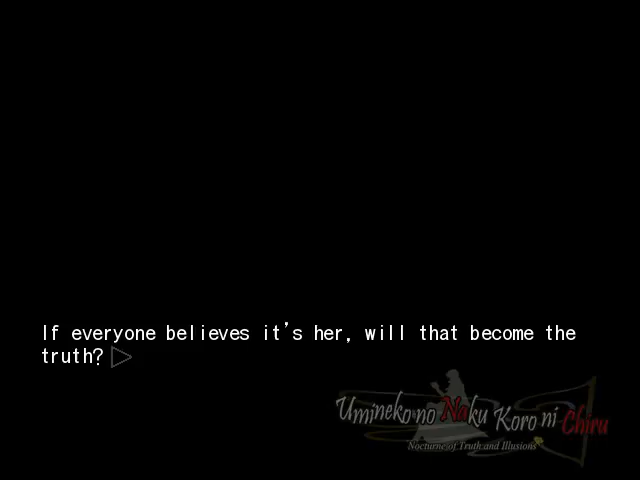 If everyone believes it's her, will that become the
truth?
Umineko no Naku Koro ni Chiru
Nocturne of Truth and Illusions